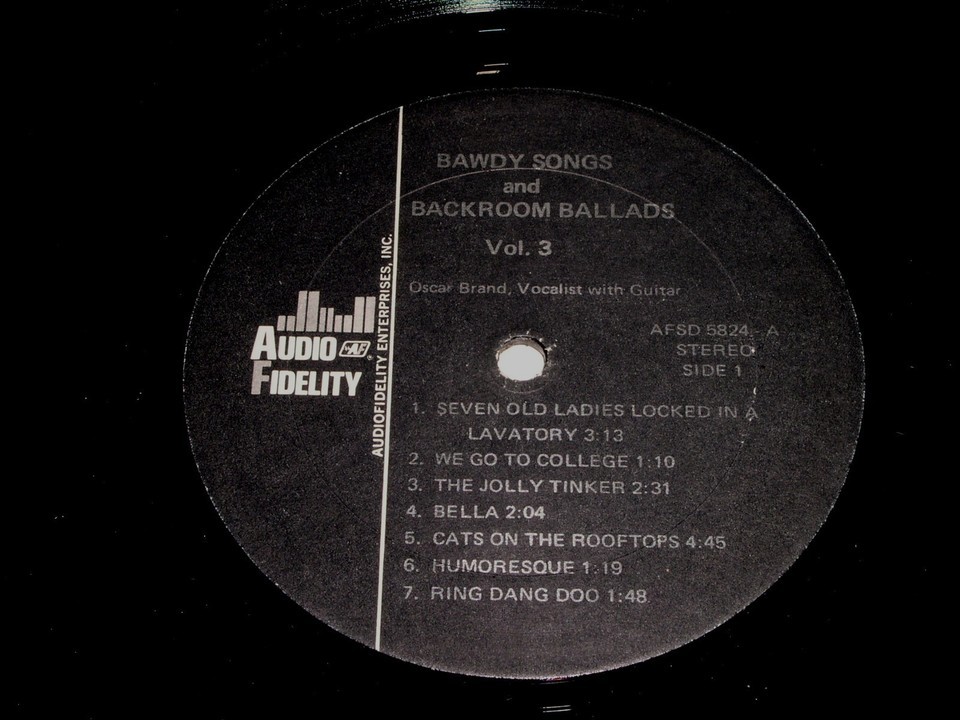 BAWDY SONGS
and
BACKROOM BALLADS
Vol. 3
Oscar Brand, Vocalist with Guitar
AFSD 5824 - A
STEREO
SIDE 1
AUDIO AF
FIDELITY
AUDIOFIDELITY ENTERPRISES, INC.
1. SEVEN OLD LADIES LOCKED IN A
LAVATORY 3:13
2. WE GO TO COLLEGE 1:10
3. THE JOLLY TINKER 2:31
4. BELLA 2:04
5. CATS ON THE ROOFTOPS 4:45
6. HUMORESQUE 1:19
7. RING DANG DOO 1:48